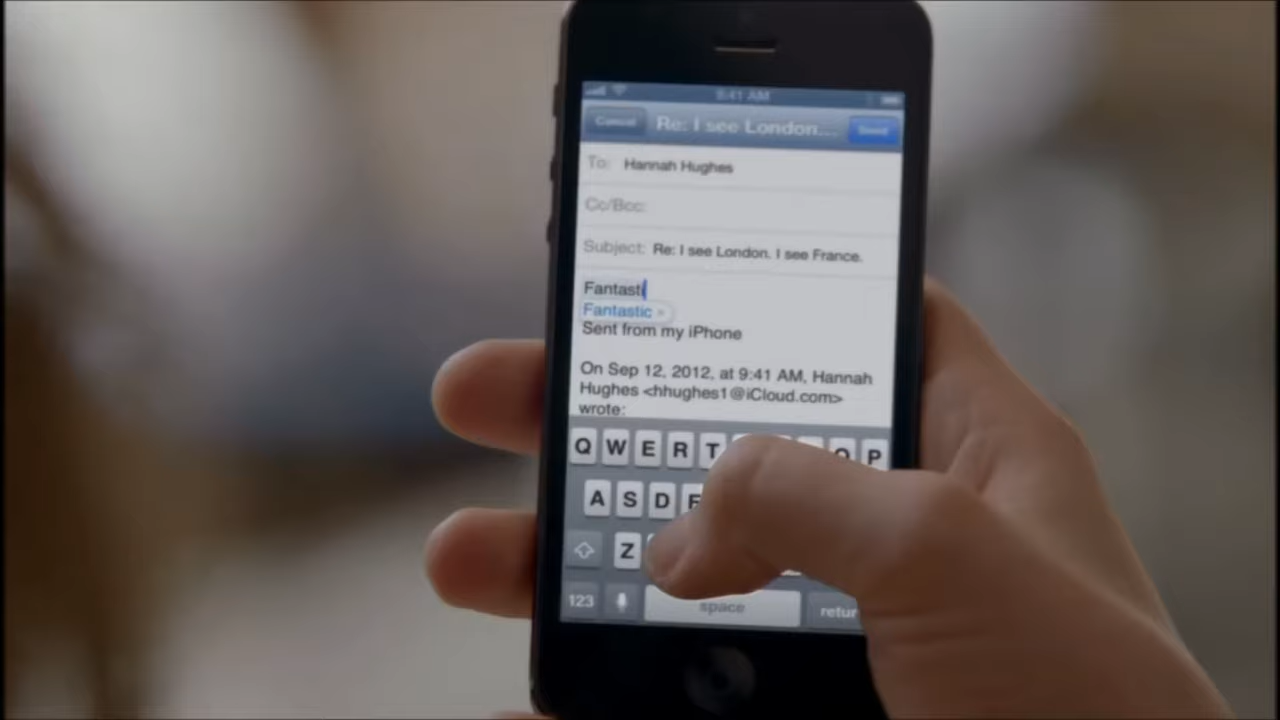 9:41 AM
Cancel Re: I see London... Send
To: Hannah Hughes
Cc/Bcc:
Subject: Re: I see London. I see France.
Fantasti
Fantastic ×
Sent from my iPhone
On Sep 12, 2012, at 9:41 AM, Hannah
Hughes <hhughes1@iCloud.com>
wrote:
Q W E R T O P
A S D F
Z
123 space retur